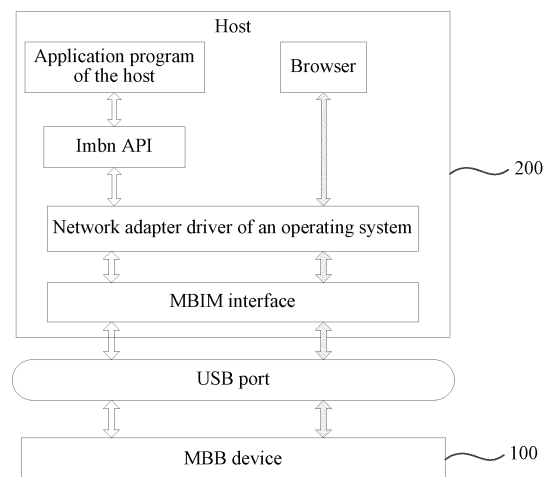 Host
Application program
of the host
Browser
Imbn API
200
Network adapter driver of an operating system
MBIM interface
USB port
MBB device
100